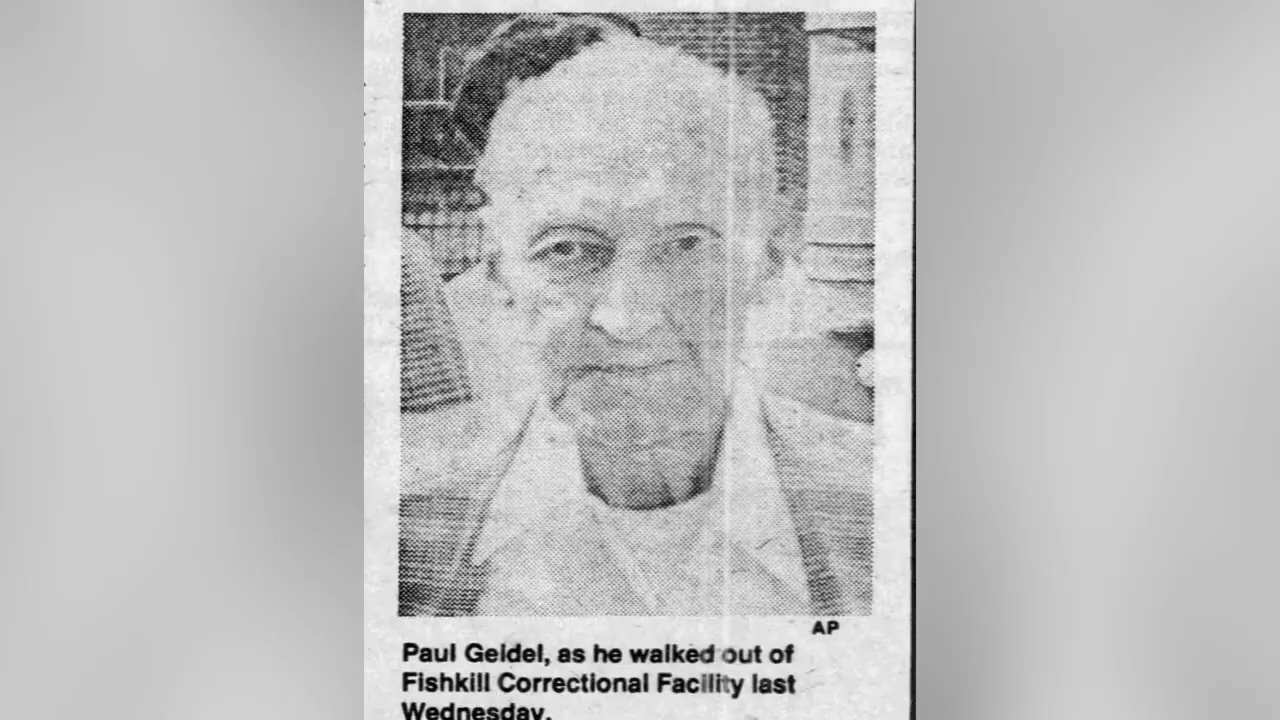 AP
Paul Geidel, as he walked out of
Fishkill Correctional Facility last
Wednesday.